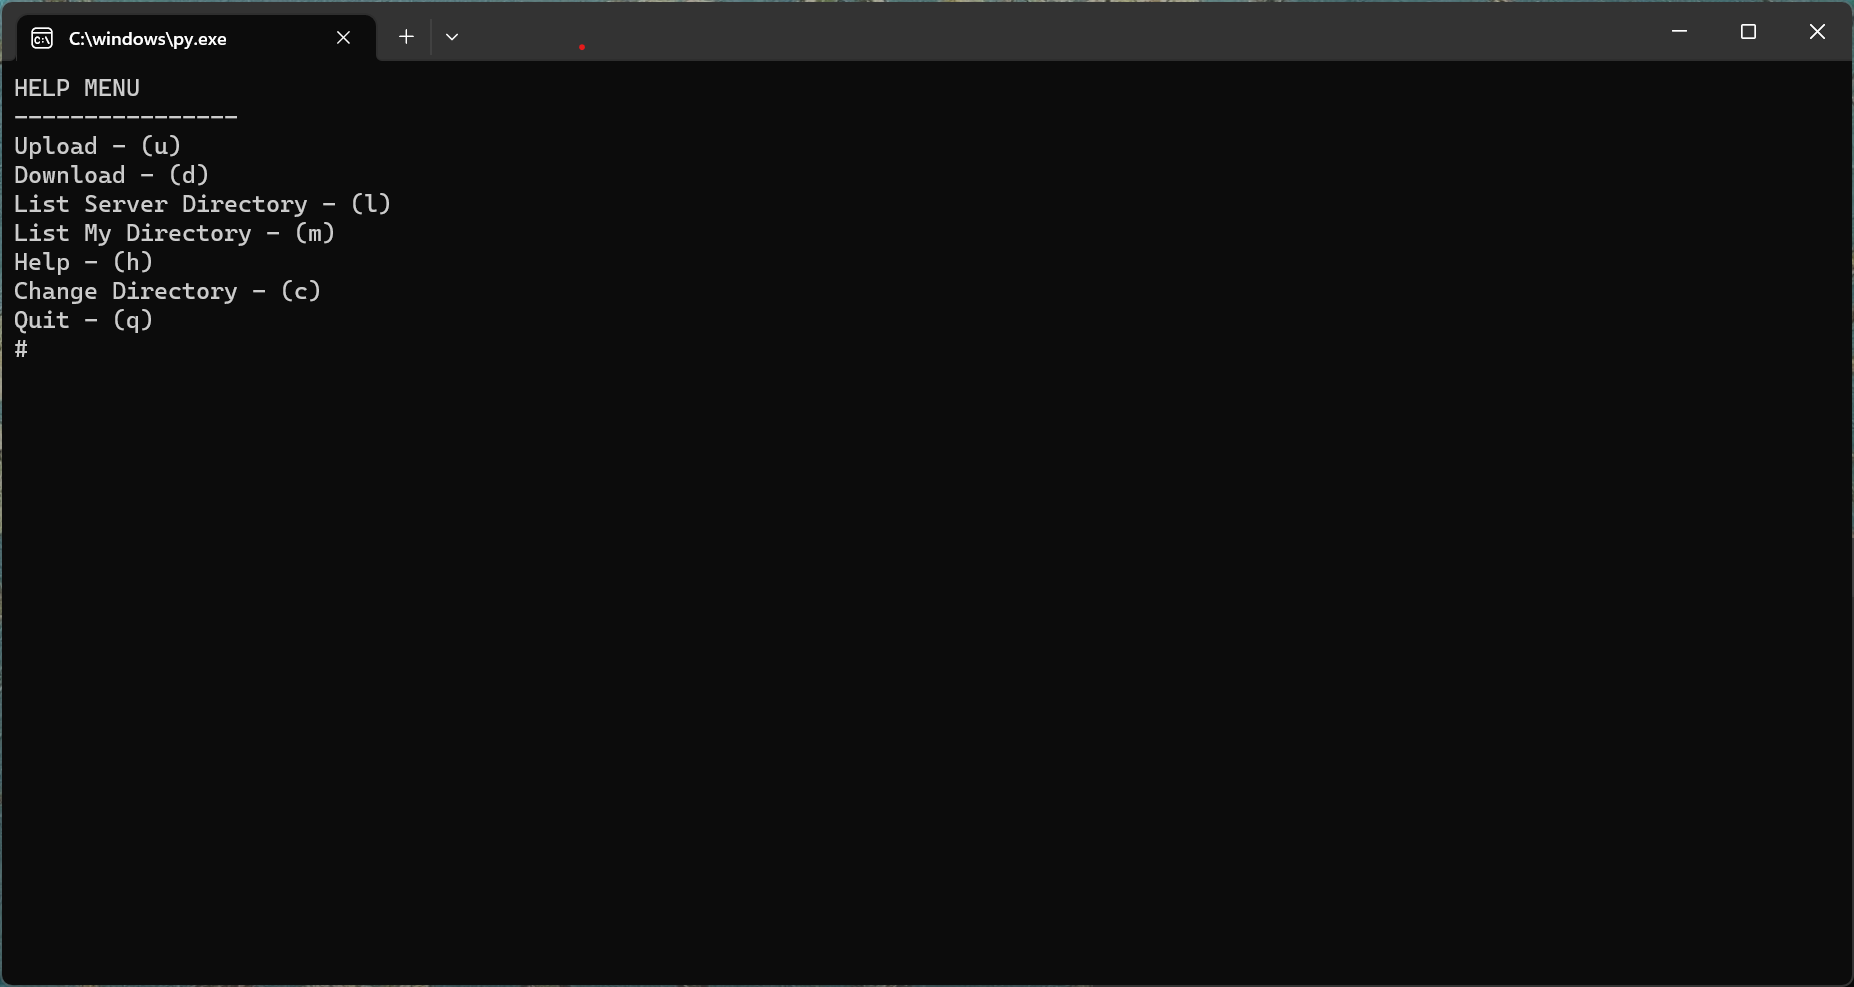 C:\windows\py.exe
HELP MENU
----------------
Upload - (u)
Download - (d)
List Server Directory - (l)
List My Directory - (m)
Help - (h)
Change Directory - (c)
Quit - (q)
#